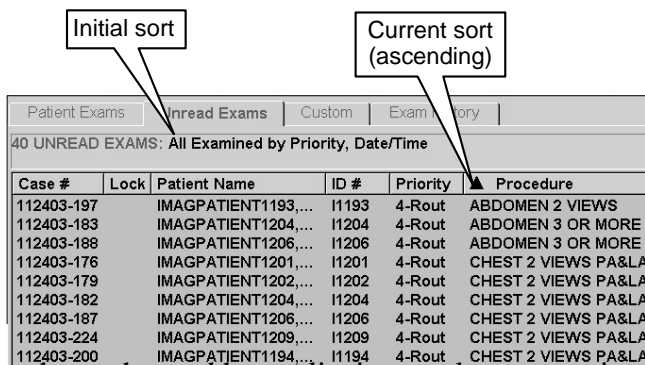 Initial sort
Current sort
(ascending)
Patient Exams Unread Exams Custom Exam History
40 UNREAD EXAMS: All Examined by Priority, Date/Time
Case # Lock Patient Name ID # Priority ▲ Procedure
112403-197 IMAGPATIENT1193,... I1193 4-Rout ABDOMEN 2 VIEWS
112403-183 IMAGPATIENT1204,... I1204 4-Rout ABDOMEN 3 OR MORE
112403-188 IMAGPATIENT1206,... I1206 4-Rout ABDOMEN 3 OR MORE
112403-176 IMAGPATIENT1201,... I1201 4-Rout CHEST 2 VIEWS PA&LA
112403-179 IMAGPATIENT1202,... I1202 4-Rout CHEST 2 VIEWS PA&LA
112403-182 IMAGPATIENT1204,... I1204 4-Rout CHEST 2 VIEWS PA&LA
112403-187 IMAGPATIENT1206,... I1206 4-Rout CHEST 2 VIEWS PA&LA
112403-224 IMAGPATIENT1209,... I1209 4-Rout CHEST 2 VIEWS PA&LA
112403-200 IMAGPATIENT1194,... I1194 4-Rout CHEST 2 VIEWS PA&LA